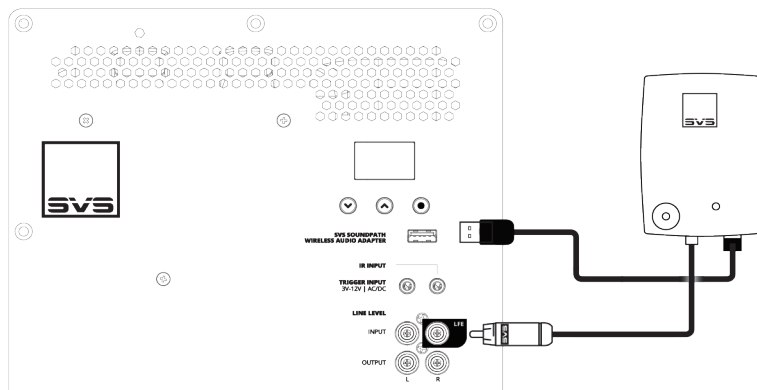 SVS
SVS
SVS SOUNDPATH
WIRELESS AUDIO ADAPTER
IR INPUT
TRIGGER INPUT
3V-12V | AC/DC
LINE LEVEL
INPUT
LFE
SVS
OUTPUT
L R